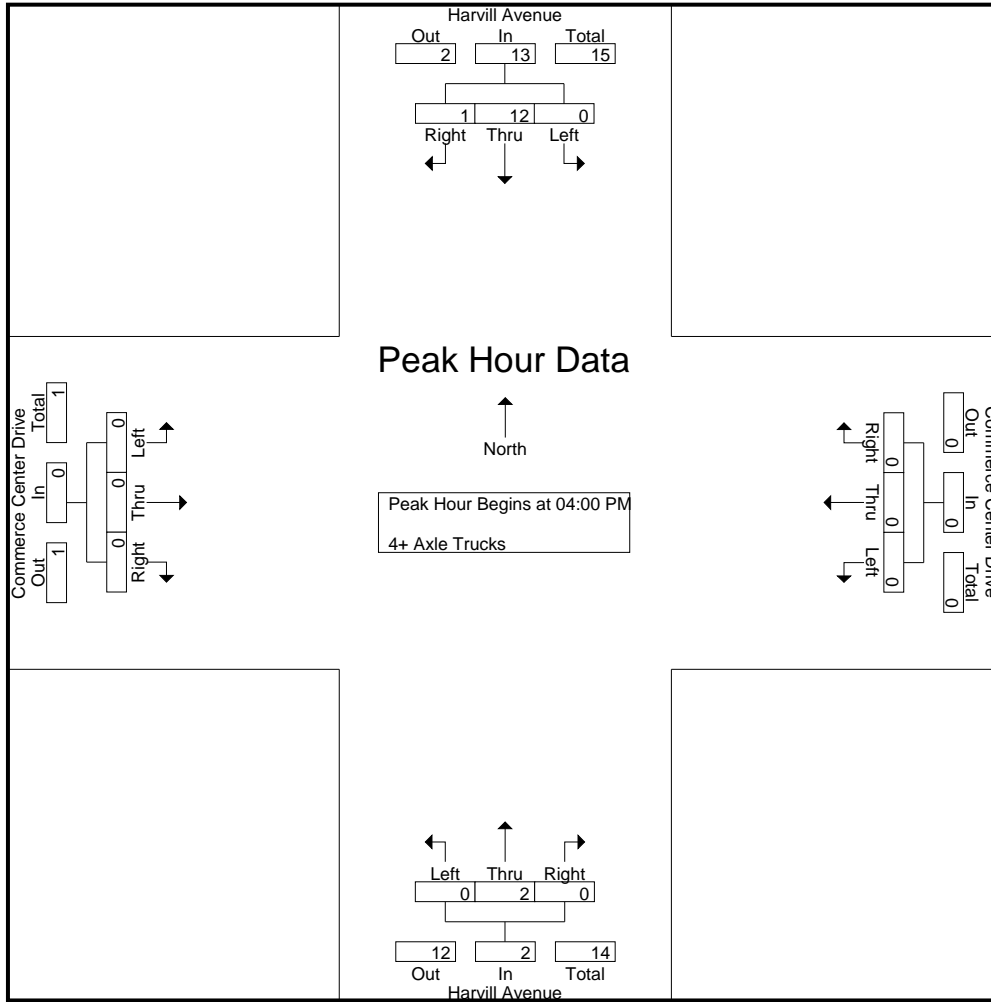 Harvill Avenue
Out In Total
2 13 15
1 12 0
Right Thru Left
Peak Hour Data
North
Peak Hour Begins at 04:00 PM
4+ Axle Trucks
Commerce Center Drive
Out In Total
1 0 1
Right Thru Left
0 0 0
Commerce Center Drive
Out In Total
0 0 0
Right Thru Left
0 0 0
Left Thru Right
0 2 0
12 2 14
Out In Total
Harvill Avenue